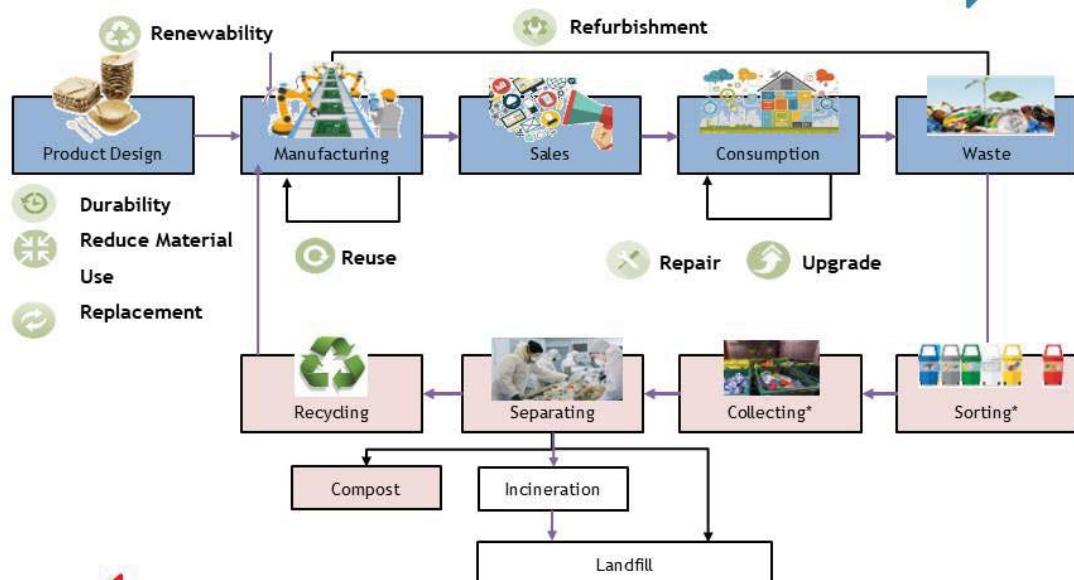 Renewability
Refurbishment
Product Design
Manufacturing
Sales
Consumption
Waste
Durability
Reduce Material
Use
Replacement
Reuse
Repair
Upgrade
Recycling
Separating
Collecting*
Sorting*
Compost
Incineration
Landfill